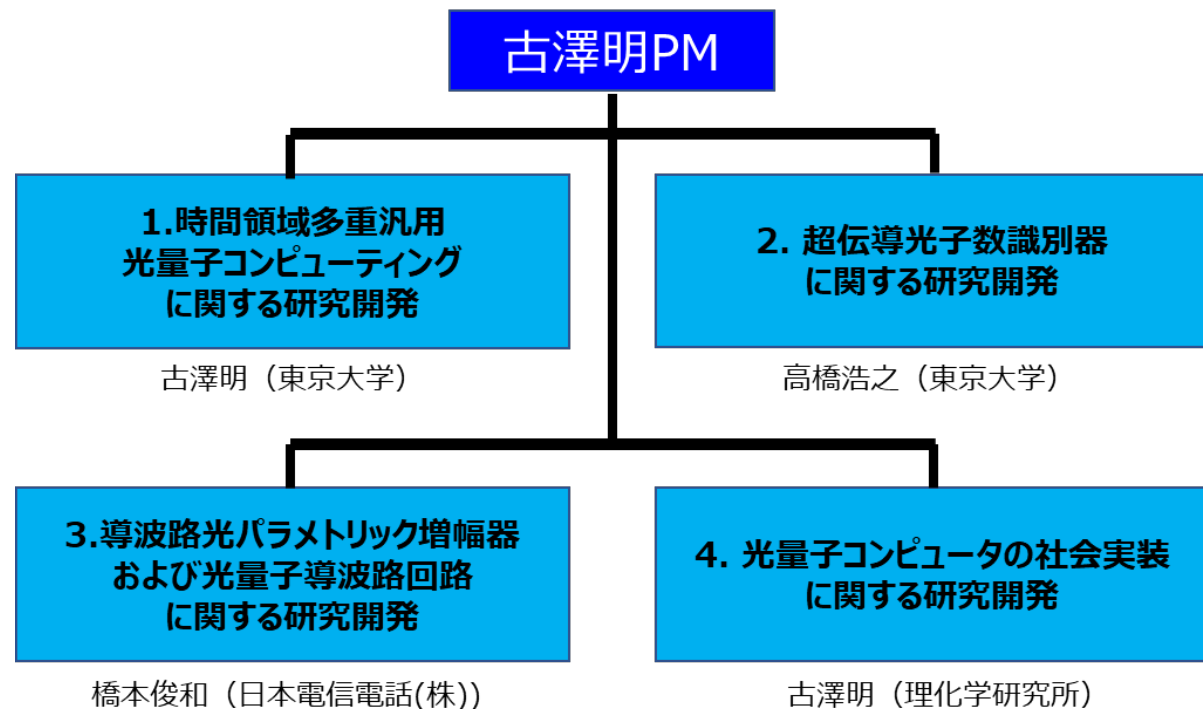 古澤明PM
1.時間領域多重汎用
光量子コンピューティング
に関する研究開発
古澤明（東京大学）
2. 超伝導光子数識別器
に関する研究開発
高橋浩之（東京大学）
3.導波路光パラメトリック増幅器
および光量子導波路回路
に関する研究開発
橋本俊和（日本電信電話(株))
4. 光量子コンピュータの社会実装
に関する研究開発
古澤明（理化学研究所）